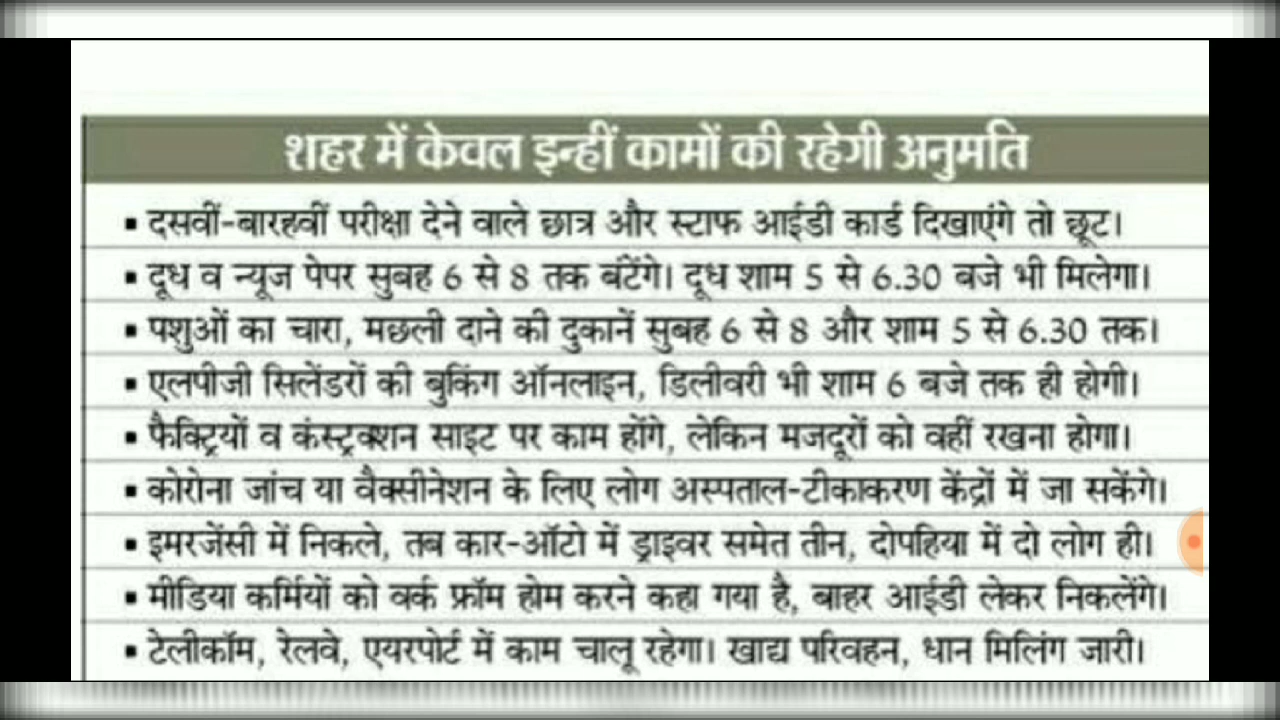 शहर में केवल इन्हीं कामों की रहेगी अनुमति
▪ दसवीं-बारहवीं परीक्षा देने वाले छात्र और स्टाफ आईडी कार्ड दिखाएंगे तो छूट।
▪ दूध व न्यूज पेपर सुबह 6 से 8 तक बंटेंगे। दूध शाम 5 से 6.30 बजे भी मिलेगा।
▪ पशुओं का चारा, मछली दाने की दुकानें सुबह 6 से 8 और शाम 5 से 6.30 तक।
▪ एलपीजी सिलेंडरों की बुकिंग ऑनलाइन, डिलीवरी भी शाम 6 बजे तक ही होगी।
▪ फैक्ट्रियों व कंस्ट्रक्शन साइट पर काम होंगे, लेकिन मजदूरों को वहीं रखना होगा।
▪ कोरोना जांच या वैक्सीनेशन के लिए लोग अस्पताल-टीकाकरण केंद्रों में जा सकेंगे।
▪ इमरजेंसी में निकले, तब कार-ऑटो में ड्राइवर समेत तीन, दोपहिया में दो लोग ही।
▪ मीडिया कर्मियों को वर्क फ्रॉम होम करने कहा गया है, बाहर आईडी लेकर निकलेंगे।
▪ टेलीकॉम, रेलवे, एयरपोर्ट में काम चालू रहेगा। खाद्य परिवहन, धान मिलिंग जारी।